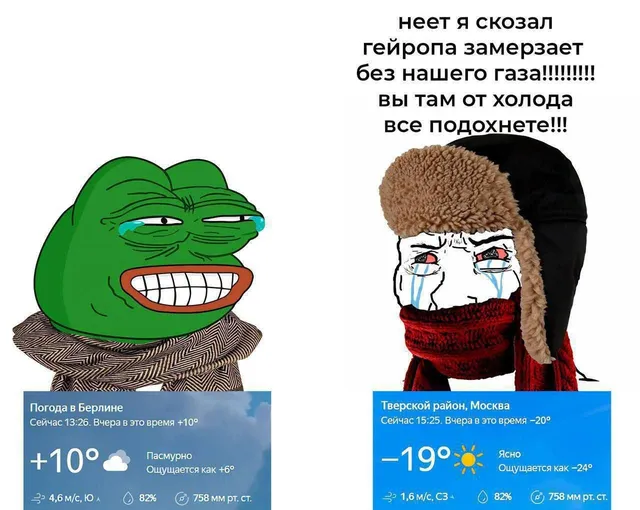 неет я скозал
гейропа замерзает
без нашего газа!!!!!!!!!
вы там от холода
все подохнете!!!
Погода в Берлине
Сейчас 13:26. Вчера в это время +10°
+10°
Пасмурно
Ощущается как +6°
4,6 м/с, Ю
82%
758 мм рт. ст.
Тверской район, Москва
Сейчас 15:25. Вчера в это время −20°
−19°
Ясно
Ощущается как −24°
1,6 м/с, СЗ
82%
758 мм рт. ст.